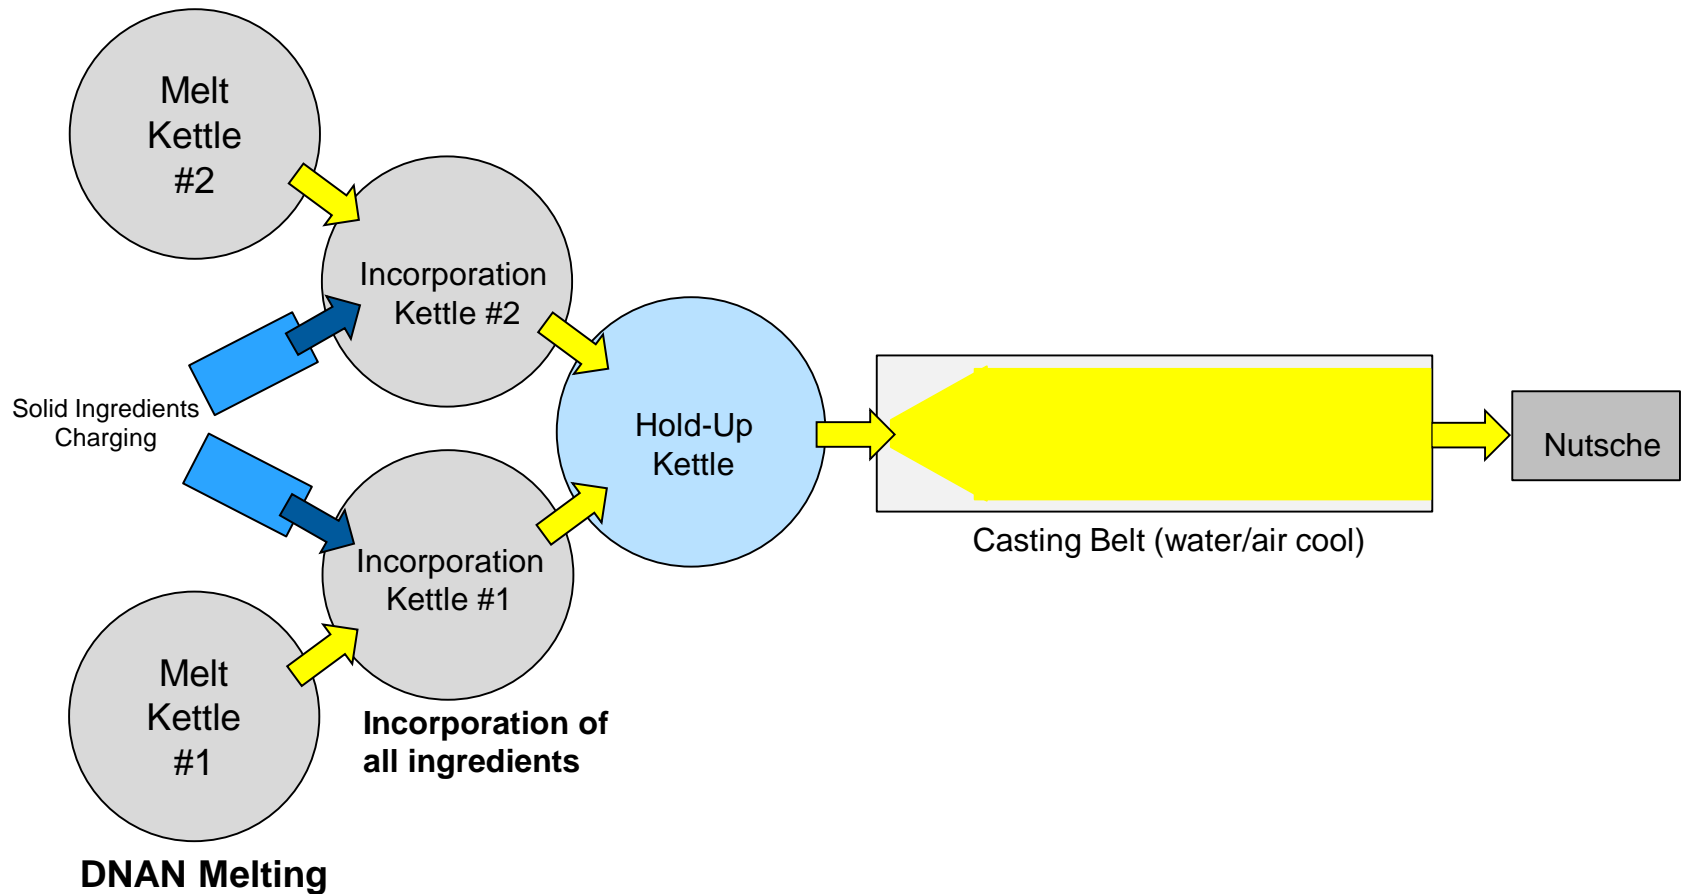 Melt
Kettle
#2
Incorporation
Kettle #2
Solid Ingredients
Charging
Hold-Up
Kettle
Nutsche
Casting Belt (water/air cool)
Incorporation
Kettle #1
Melt
Kettle
#1
Incorporation of
all ingredients
DNAN Melting